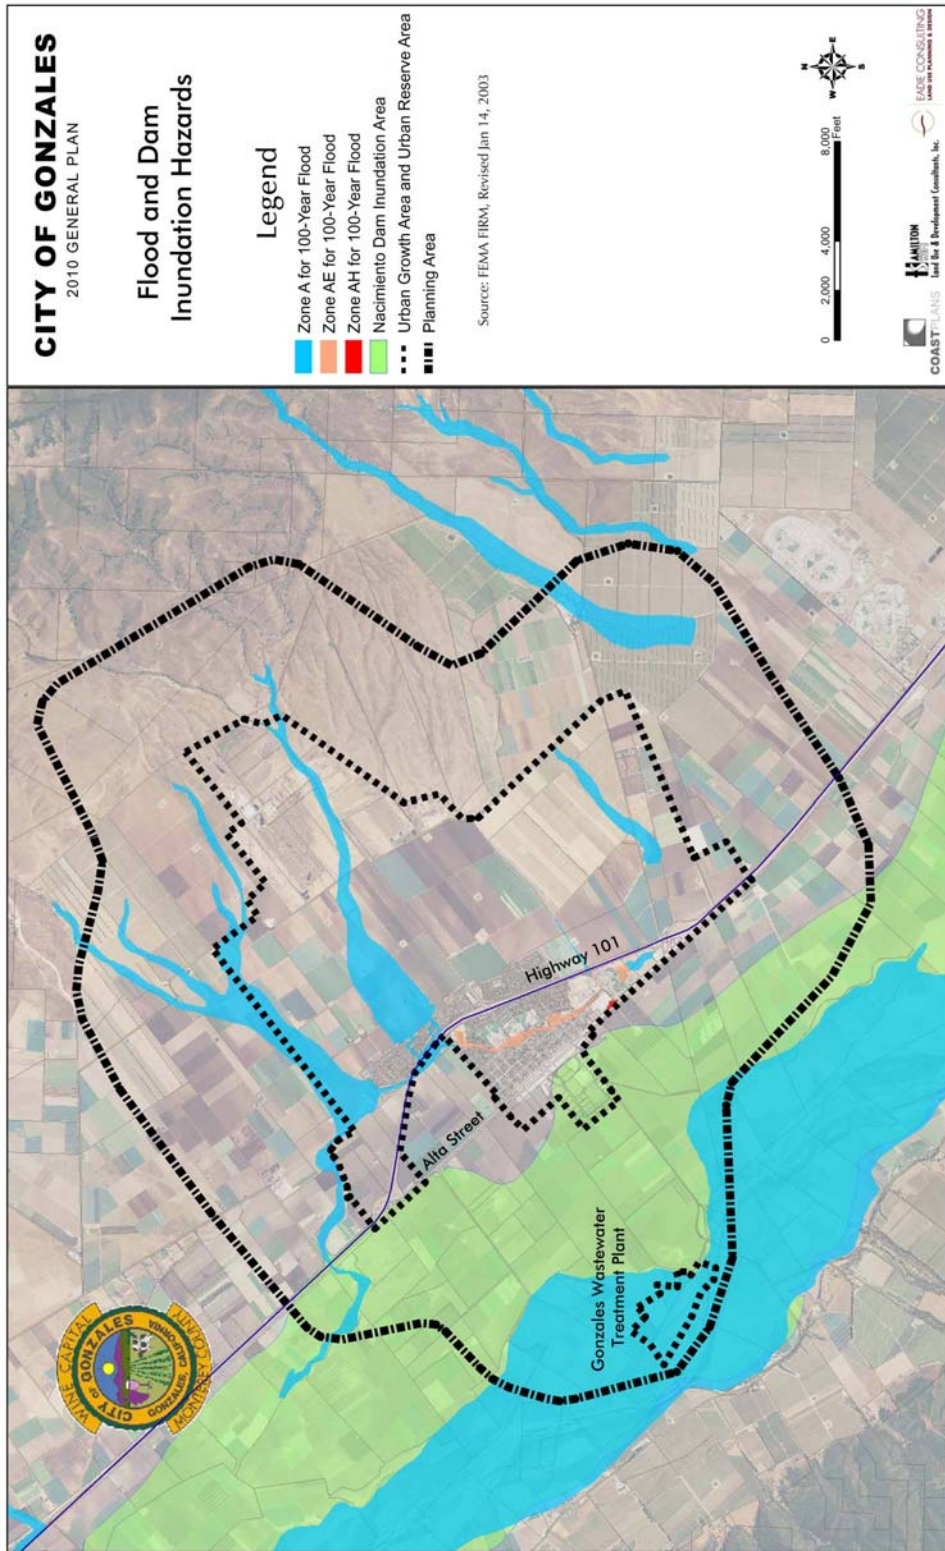 CITY OF GONZALES
2010 GENERAL PLAN
Flood and Dam
Inundation Hazards
Legend
Zone A for 100-Year Flood
Zone AE for 100-Year Flood
Zone AH for 100-Year Flood
Nacimiento Dam Inundation Area
Urban Growth Area and Urban Reserve Area
Planning Area
Source: FEMA FIRM, Revised Jan 14, 2003
0 2,000 4,000 8,000
Feet
N
W E
S
COASTPLANS
HAMILTON
Land Use & Development Consultants, Inc.
EADIE CONSULTING
LAND USE PLANNING & DESIGN
WINE CAPITAL
CITY OF GONZALES
GONZALES, CALIFORNIA
MONTEREY COUNTY
Highway 101
Alta Street
Gonzales Wastewater
Treatment Plant